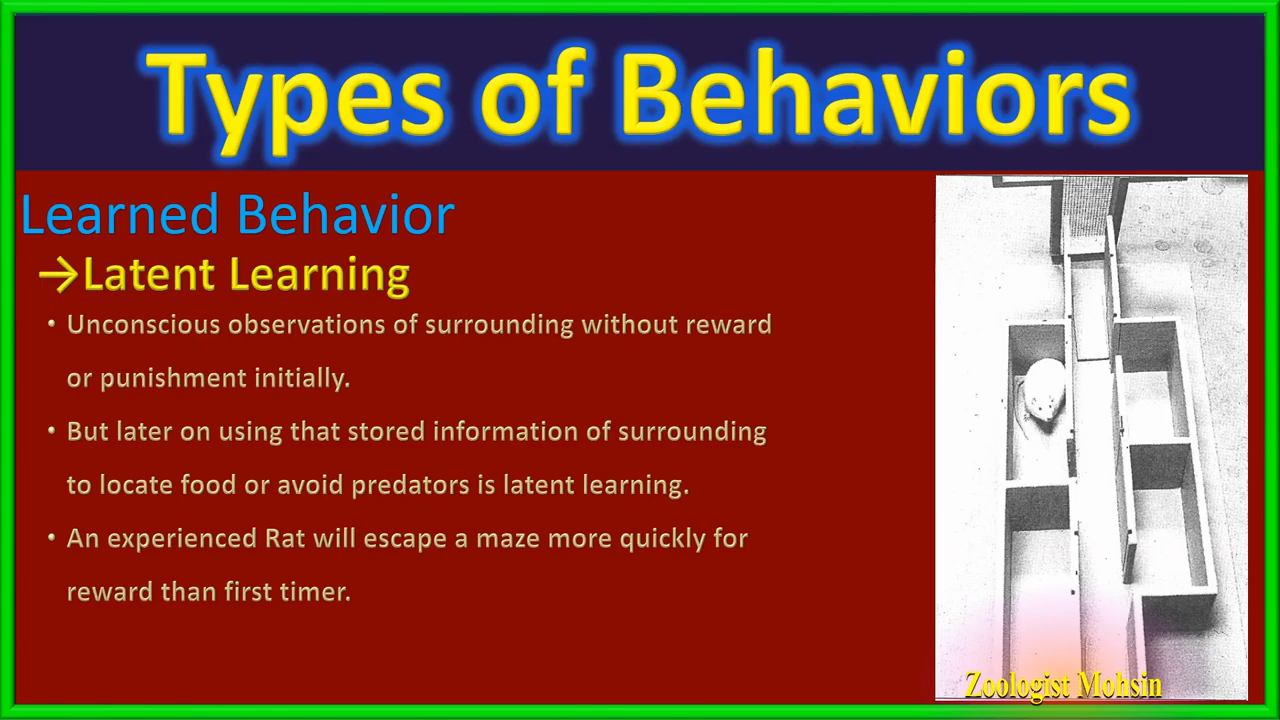 Types of Behaviors
Learned Behavior
→Latent Learning
• Unconscious observations of surrounding without reward
or punishment initially.
• But later on using that stored information of surrounding
to locate food or avoid predators is latent learning.
• An experienced Rat will escape a maze more quickly for
reward than first timer.
Zoologist Mohsin